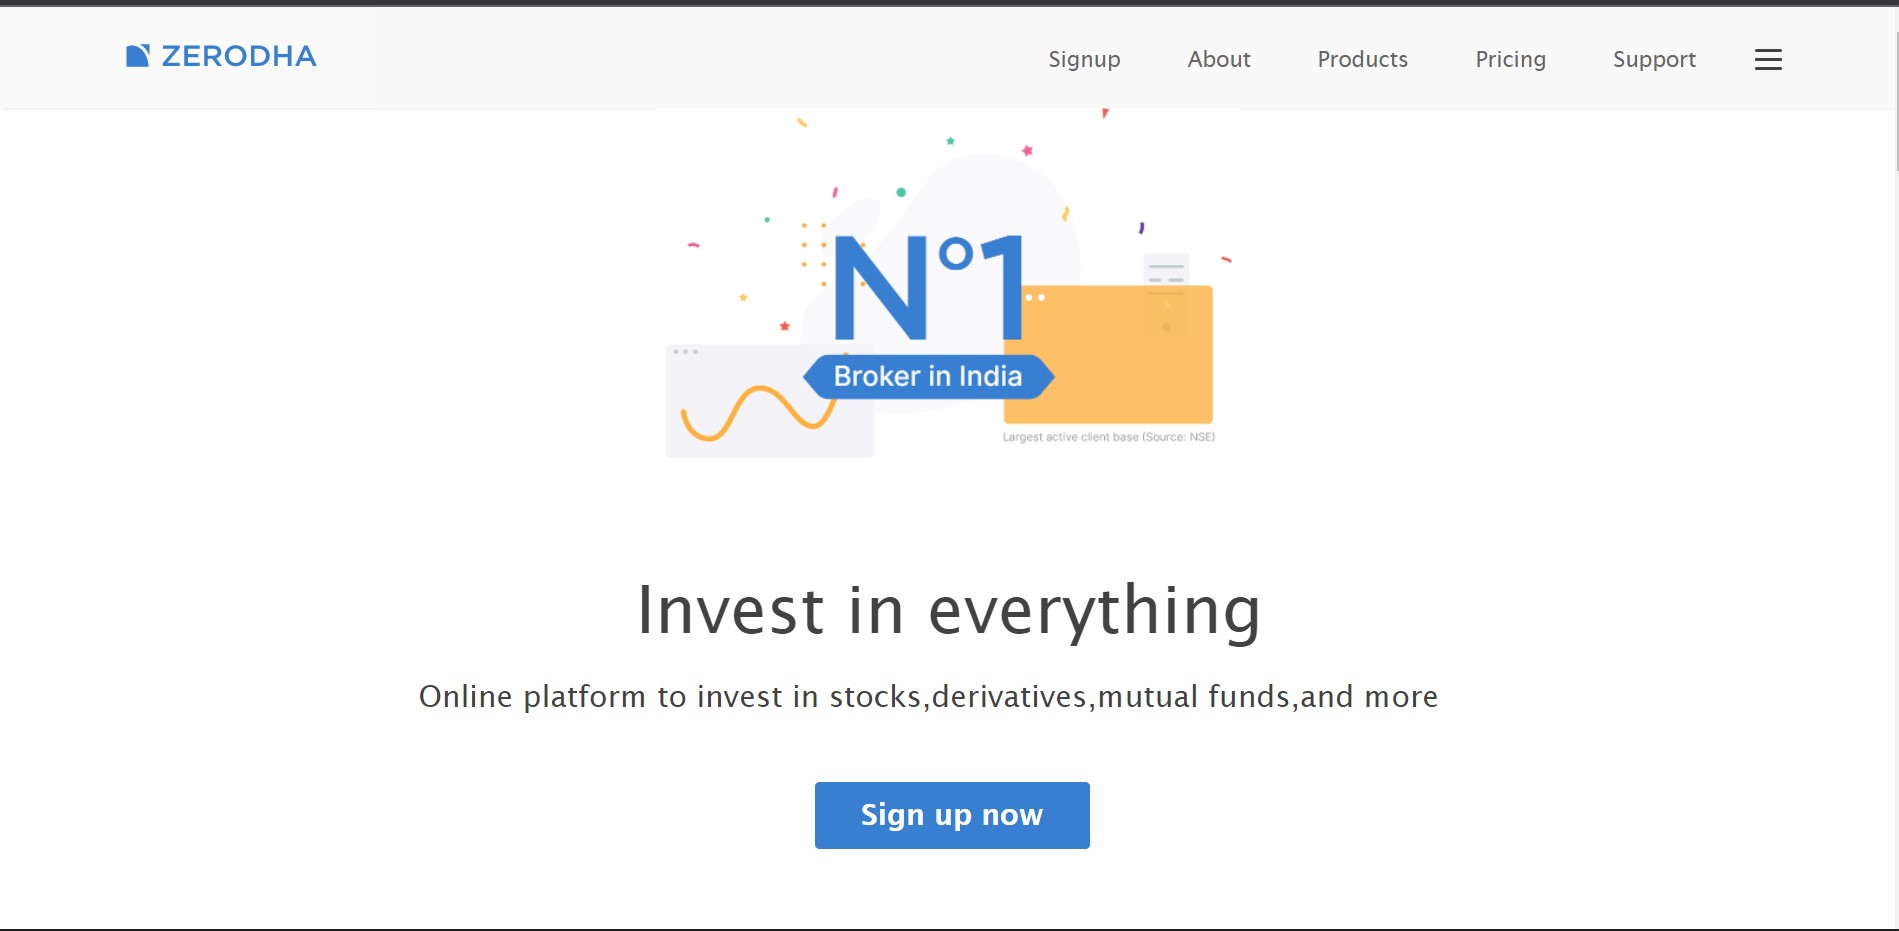 ZERODHA
Signup About Products Pricing Support
N°1
Broker in India
Largest active client base (Source: NSE)
Invest in everything
Online platform to invest in stocks,derivatives,mutual funds,and more
Sign up now